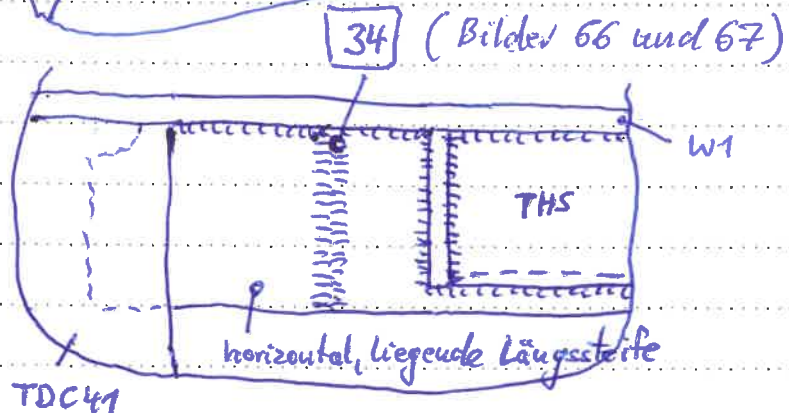 34 (Bilder 66 und 67)
W1
THS
horizontal, liegende Längssteife
TDC41